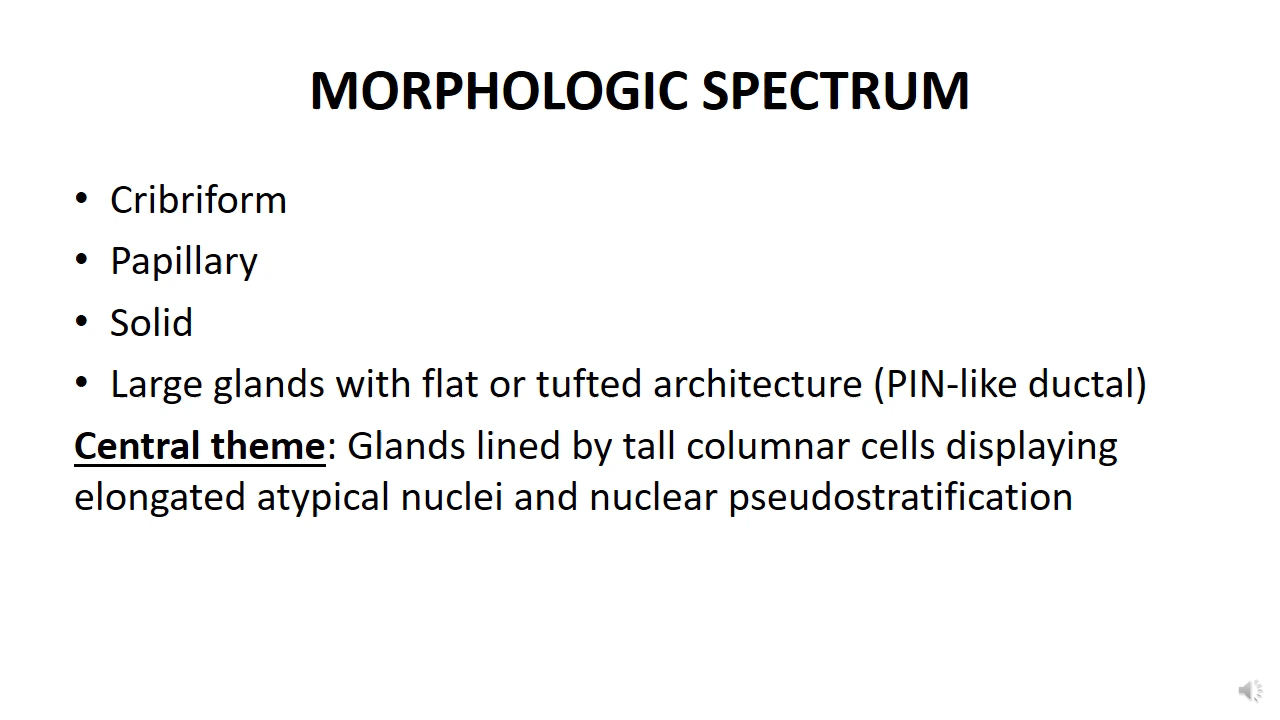 MORPHOLOGIC SPECTRUM
• Cribriform
• Papillary
• Solid
• Large glands with flat or tufted architecture (PIN-like ductal)
Central theme: Glands lined by tall columnar cells displaying
elongated atypical nuclei and nuclear pseudostratification